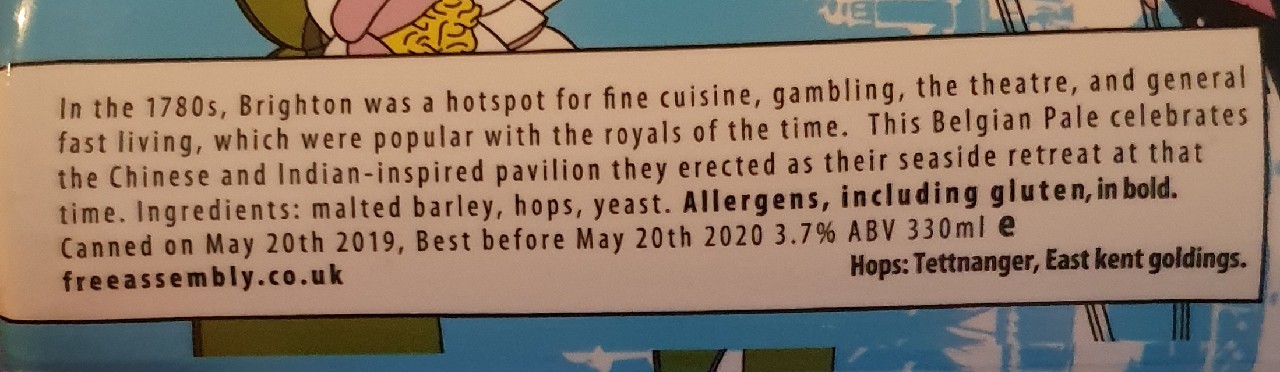 In the 1780s, Brighton was a hotspot for fine cuisine, gambling, the theatre, and general
fast living, which were popular with the royals of the time. This Belgian Pale celebrates
the Chinese and Indian-inspired pavilion they erected as their seaside retreat at that
time. Ingredients: malted barley, hops, yeast. Allergens, including gluten, in bold.
Canned on May 20th 2019, Best before May 20th 2020 3.7% ABV 330ml e
freeassembly.co.uk
Hops: Tettnanger, East kent goldings.